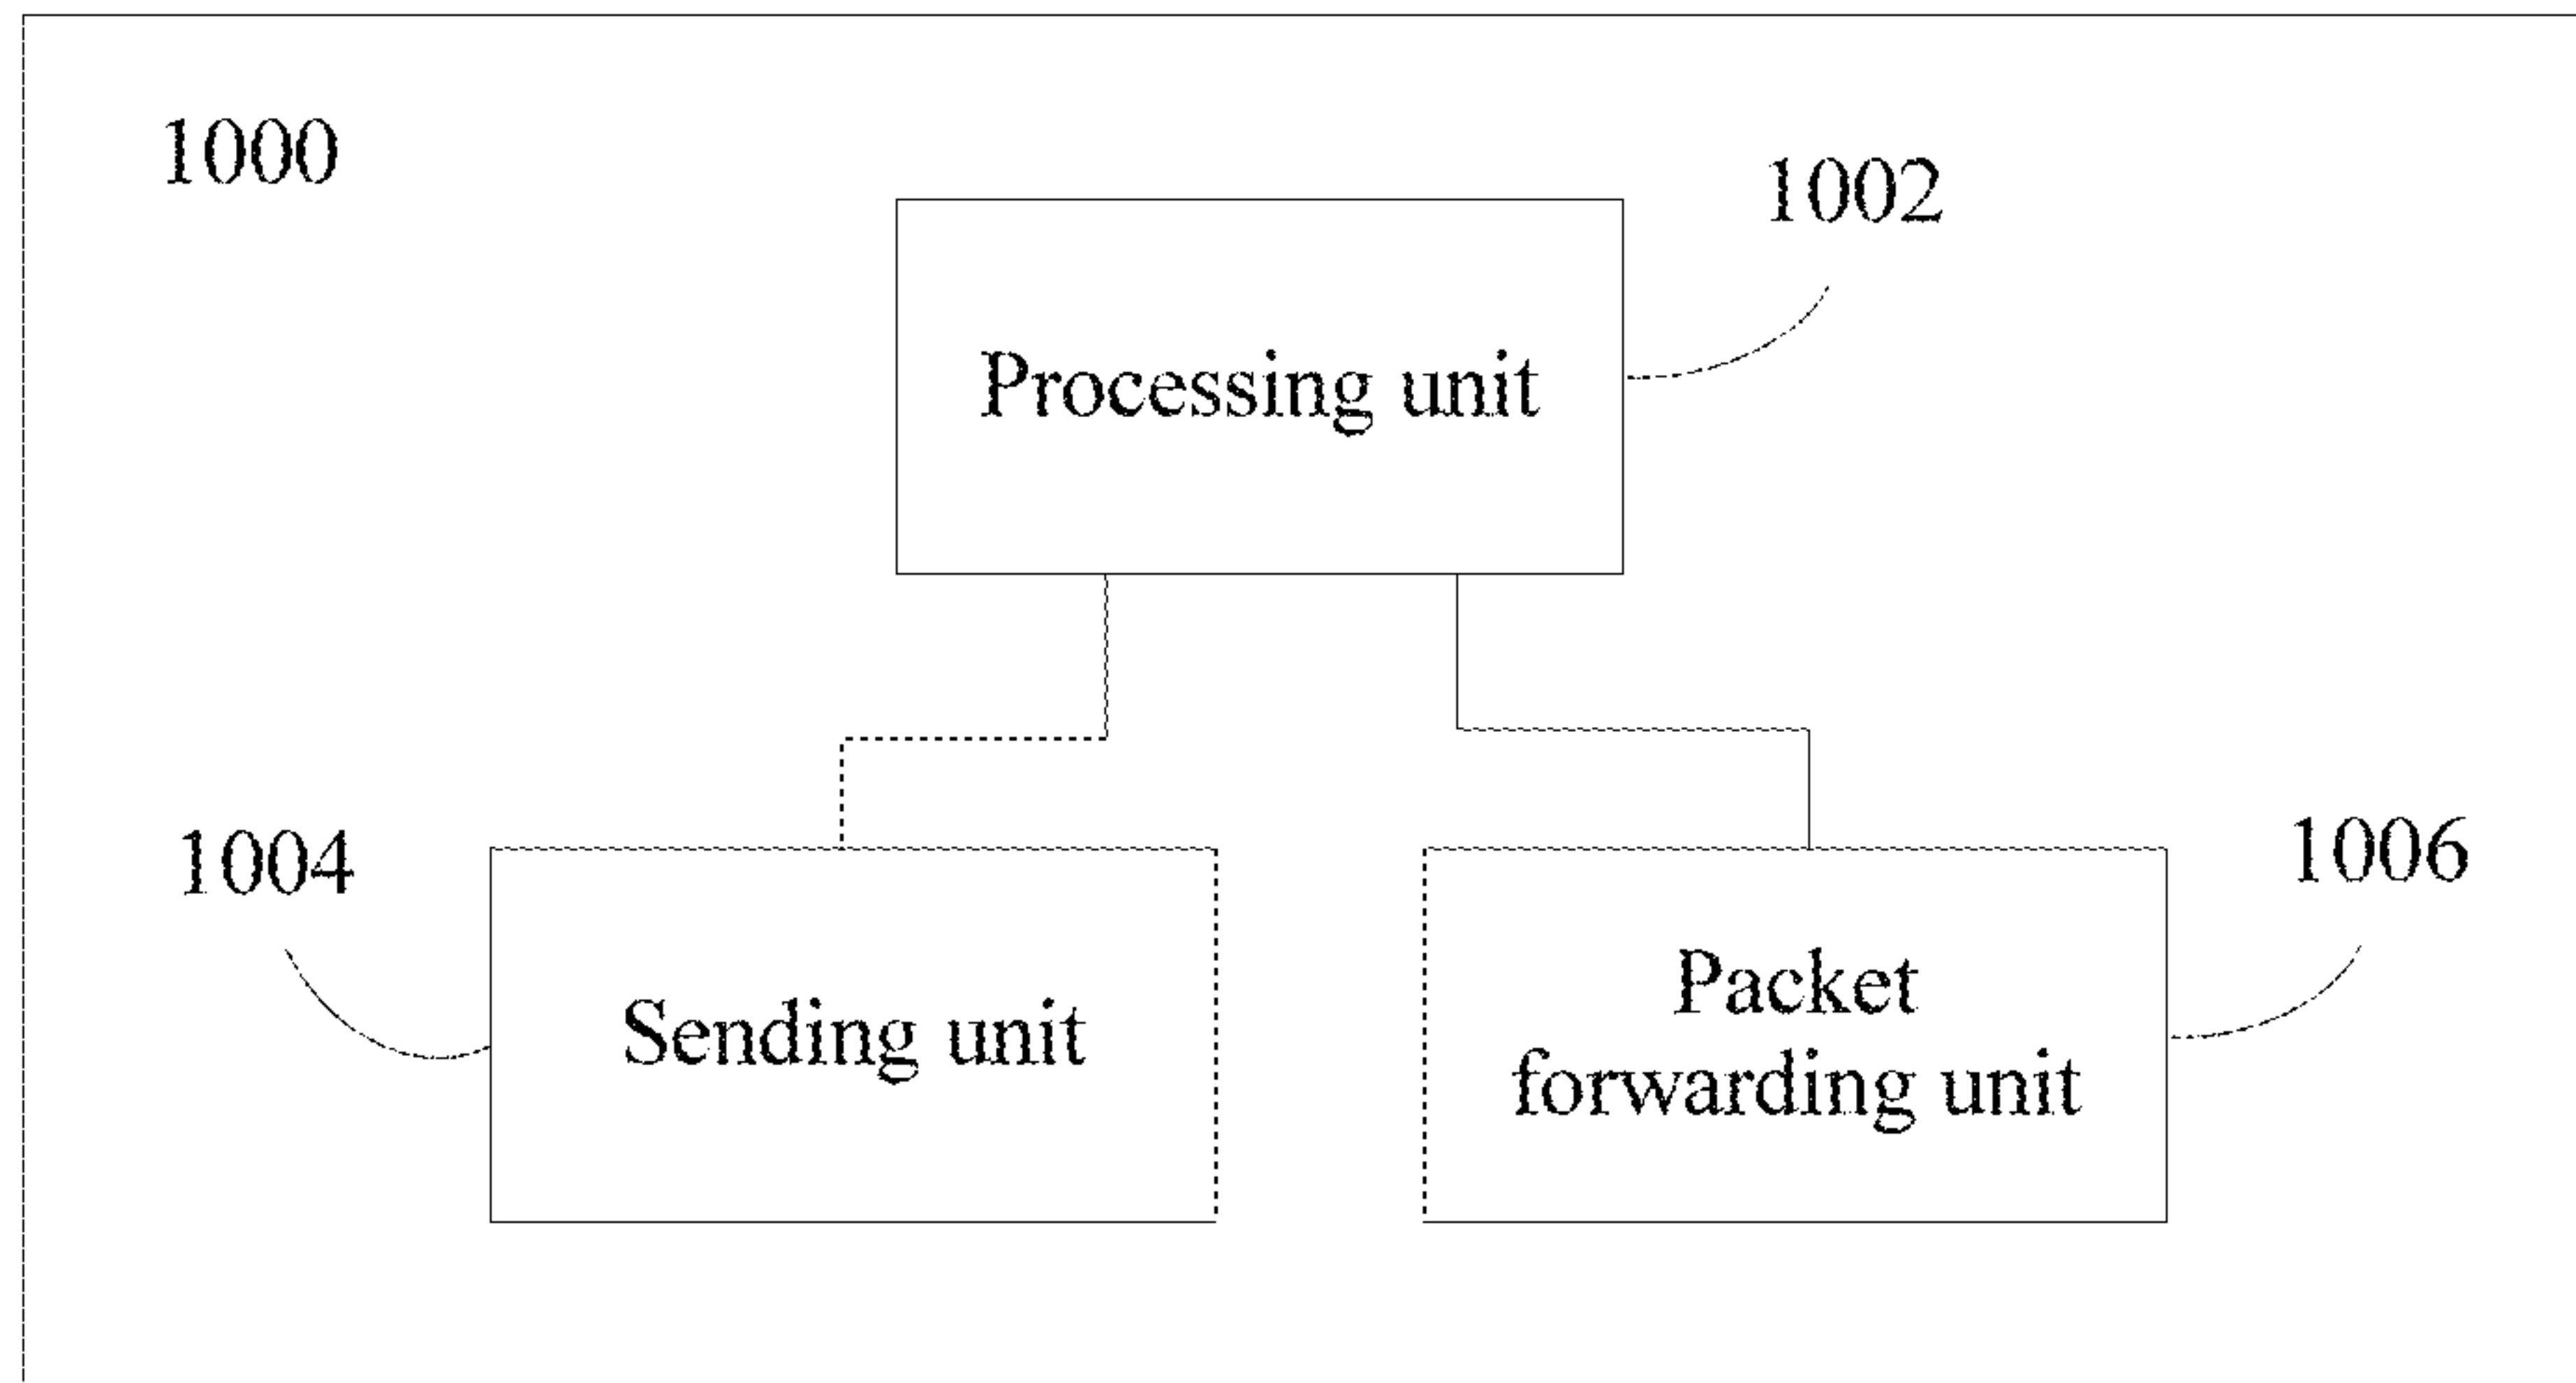 1000
1002
Processing unit
1004
1006
Sending unit
Packet
forwarding unit